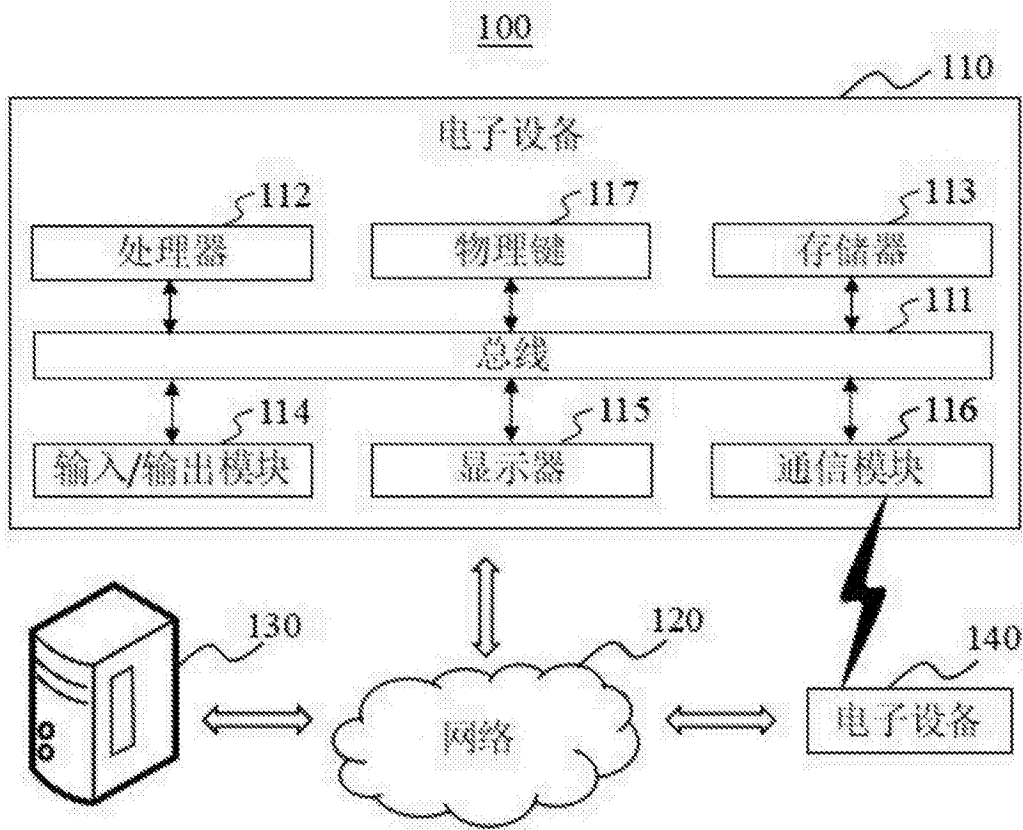 100
110
电子设备
112
117
113
处理器
物理键
存储器
111
总线
114
115
116
输入/输出模块
显示器
通信模块
130
120
140
网络
电子设备